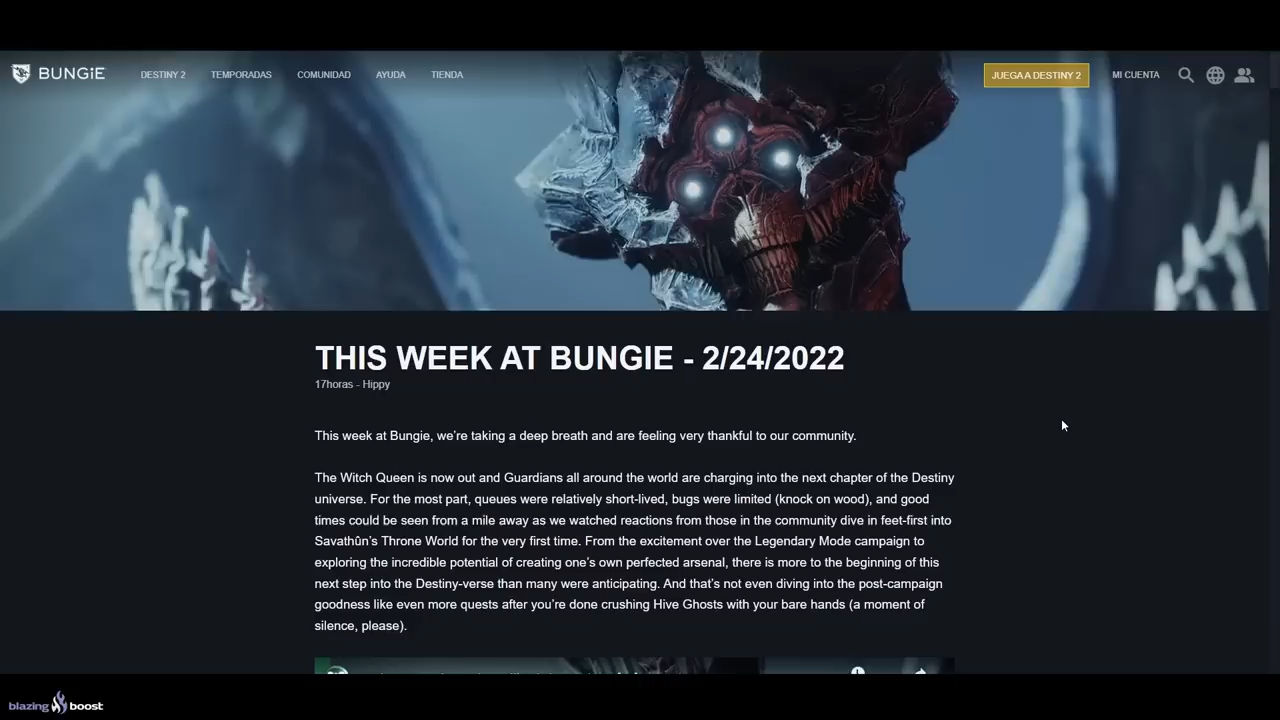 BUNGiE
DESTINY 2
TEMPORADAS
COMUNIDAD
AYUDA
TIENDA
JUEGA A DESTINY 2
MI CUENTA
THIS WEEK AT BUNGIE - 2/24/2022
17horas - Hippy
This week at Bungie, we’re taking a deep breath and are feeling very thankful to our community.
The Witch Queen is now out and Guardians all around the world are charging into the next chapter of the Destiny
universe. For the most part, queues were relatively short-lived, bugs were limited (knock on wood), and good
times could be seen from a mile away as we watched reactions from those in the community dive in feet-first into
Savathûn’s Throne World for the very first time. From the excitement over the Legendary Mode campaign to
exploring the incredible potential of creating one’s own perfected arsenal, there is more to the beginning of this
next step into the Destiny-verse than many were anticipating. And that’s not even diving into the post-campaign
goodness like even more quests after you’re done crushing Hive Ghosts with your bare hands (a moment of
silence, please).
blazing boost